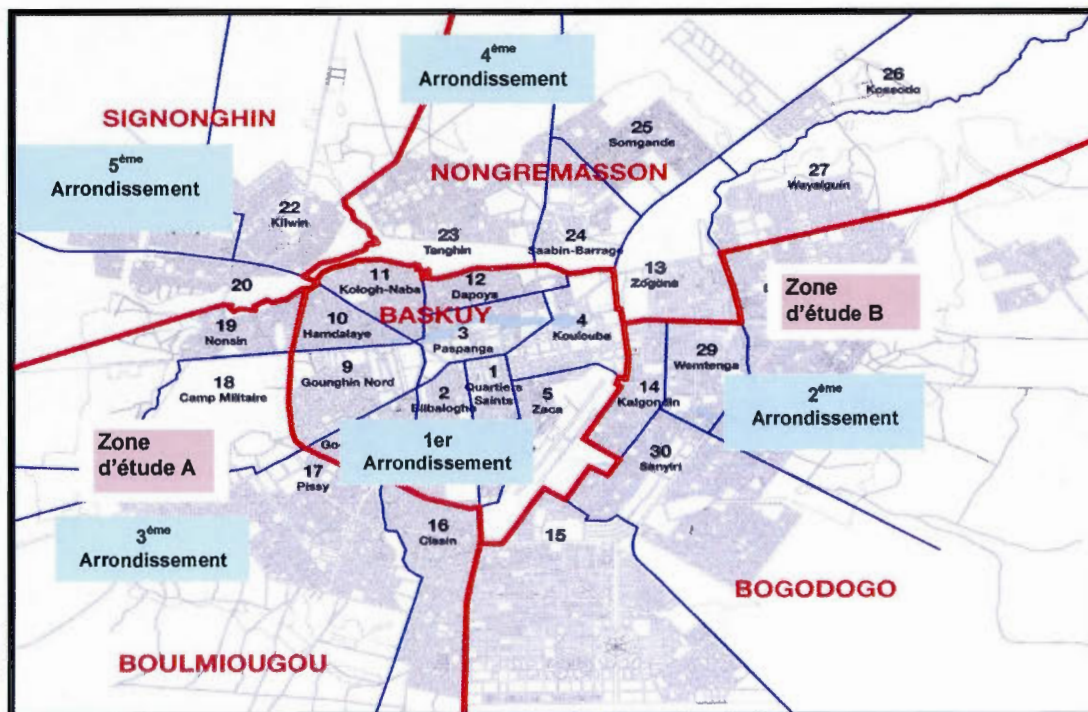 4ème
Arrondissement
26
Kossodo
SIGNONGHIN
25
Somgande
5ème
Arrondissement
NONGREMASSON
27
Wayalguin
22
Kilwin
23
Tanghin
24
Saabin-Barrage
20
11
Kologh-Naba
12
Dapoya
13
Zogona
Zone
d'étude B
BASKUY
19
Nonsin
10
Hamdalaye
3
Paspanga
4
Koulouba
29
Wemtenga
18
Camp Militaire
9
Gounghin Nord
2
Bilibaloghe
1
Quartiers
Saints
5
Zaca
14
Kalgondin
2ème
Arrondissement
Zone
d'étude A
Go
1er
Arrondissement
30
Sanyiri
17
Pissy
3ème
Arrondissement
16
Cissin
15
BOGODOGO
BOULMIOUGOU